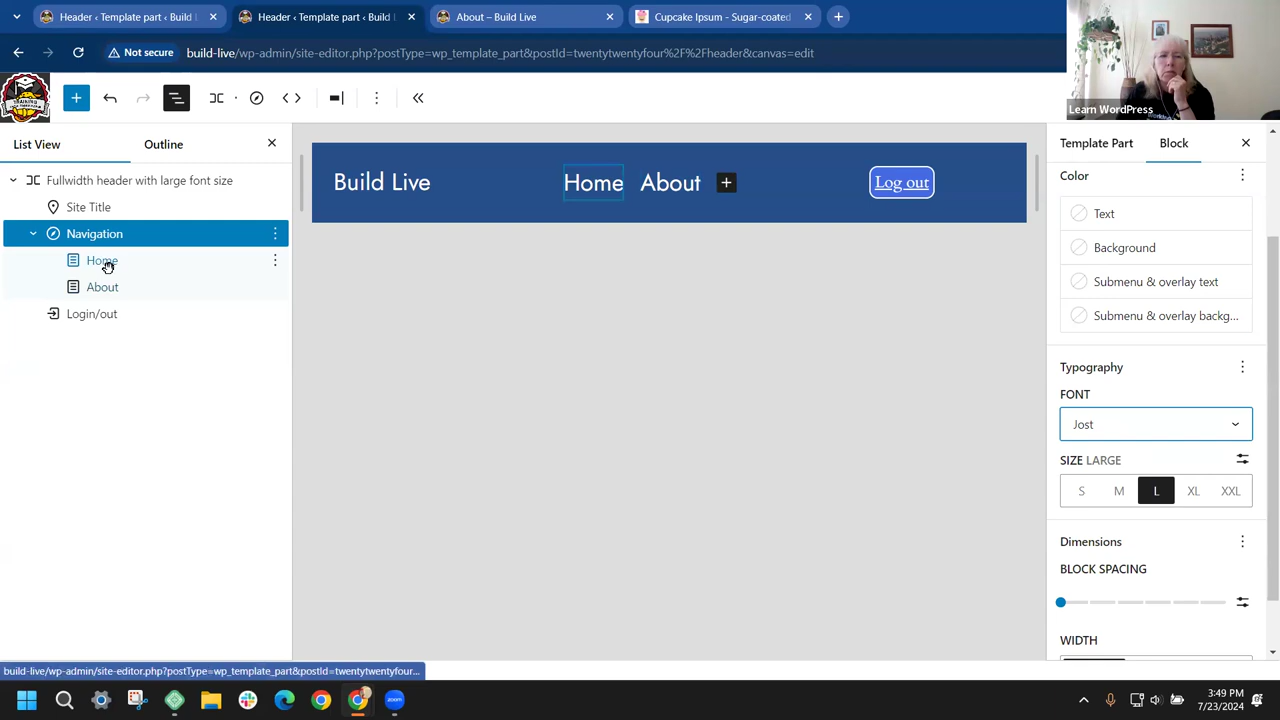 Header ‹ Template part ‹ Build L
Header ‹ Template part ‹ Build L
About – Build Live
Cupcake Ipsum - Sugar-coated
Not secure
build-live/wp-admin/site-editor.php?postType=wp_template_part&postId=twentytwentyfour%2F%2Fheader&canvas=edit
Learn WordPress
List View
Outline
Template Part
Block
Fullwidth header with large font size
Site Title
Navigation
Home
About
Login/out
Build Live
Home
About
Log out
Color
Text
Background
Submenu & overlay text
Submenu & overlay backg...
Typography
FONT
Jost
SIZE LARGE
S
M
L
XL
XXL
Dimensions
BLOCK SPACING
WIDTH
build-live/wp-admin/site-editor.php?postType=wp_template_part&postId=twentytwentyfour...
3:49 PM
7/23/2024